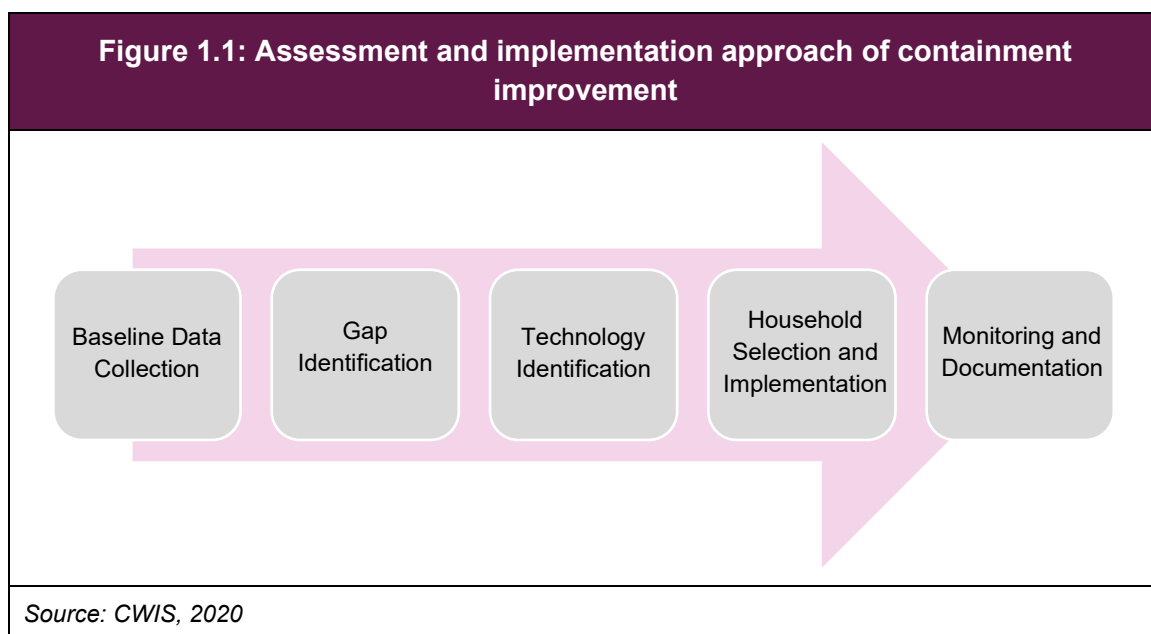 Figure 1.1: Assessment and implementation approach of containment
improvement
Baseline Data
Collection
Gap
Identification
Technology
Identification
Household
Selection and
Implementation
Monitoring and
Documentation
Source: CWIS, 2020